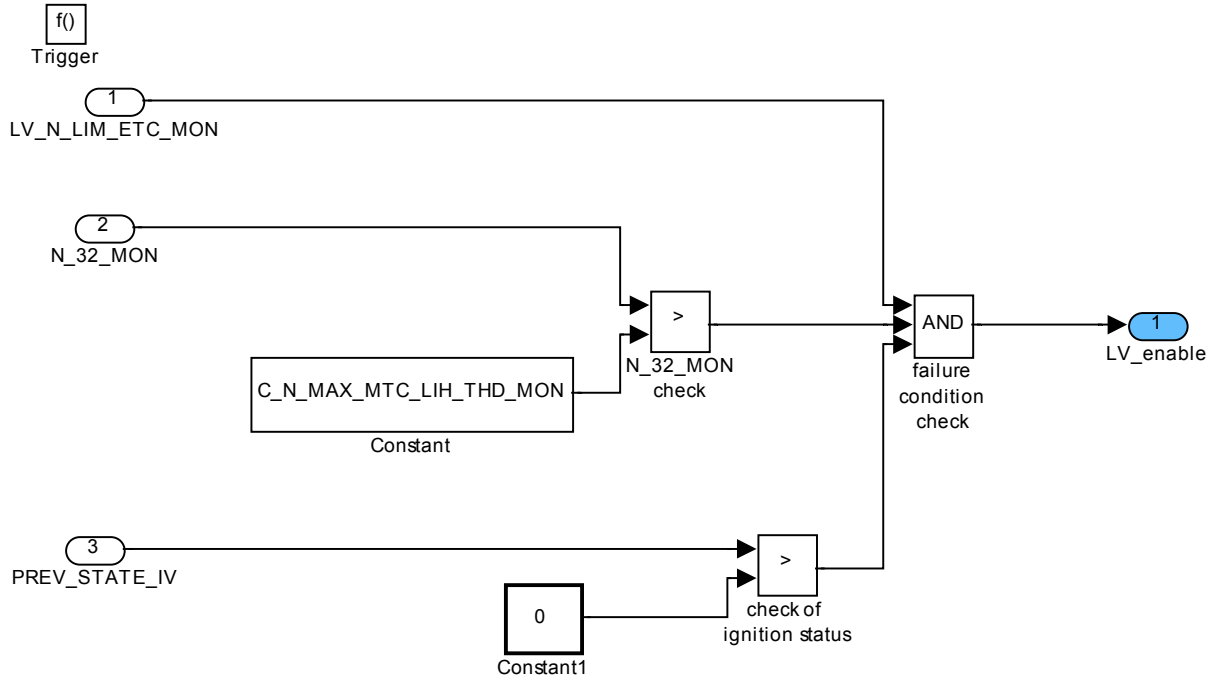 f()
Trigger
1
LV_N_LIM_ETC_MON
2
N_32_MON
>
N_32_MON
check
C_N_MAX_MTC_LIH_THD_MON
Constant
AND
failure
condition
check
1
LV_enable
3
PREV_STATE_IV
>
check of
ignition status
0
Constant1